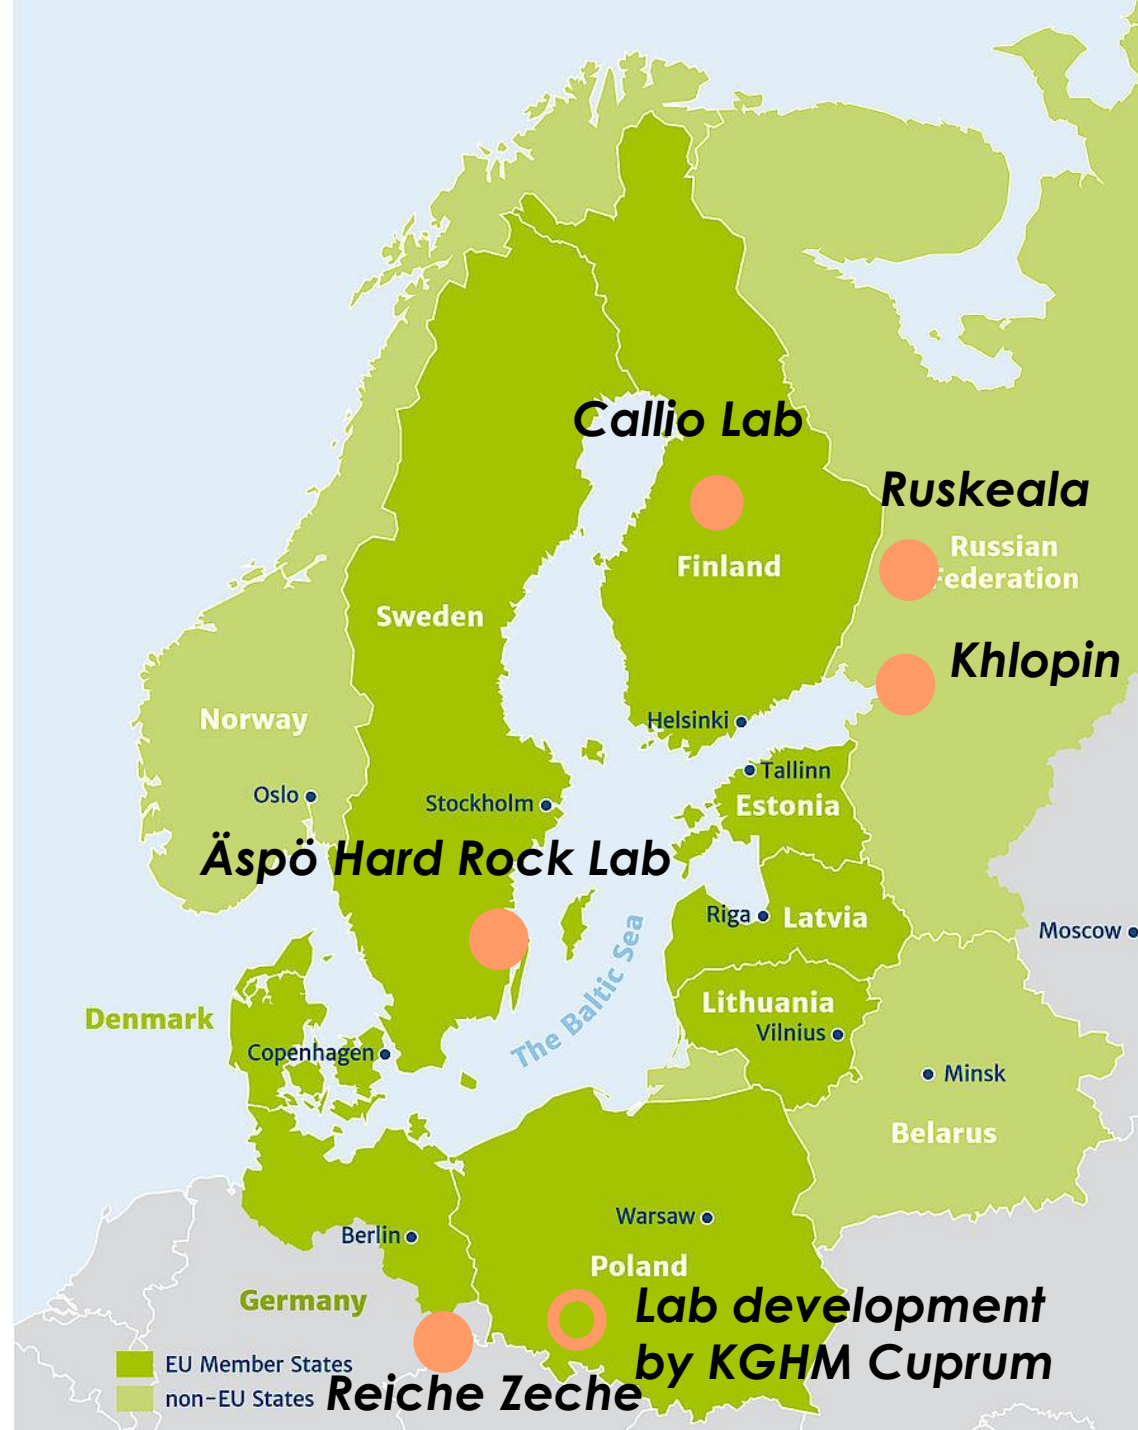 Callio Lab
Ruskeala
Russian
Federation
Finland
Sweden
Khlopin
Norway
Helsinki
Tallinn
Oslo
Stockholm
Estonia
Äspö Hard Rock Lab
Riga
Latvia
Moscow
The Baltic Sea
Denmark
Lithuania
Vilnius
Copenhagen
Minsk
Belarus
Warsaw
Berlin
Poland
Germany
Lab development
by KGHM Cuprum
EU Member States
non-EU States
Reiche Zeche